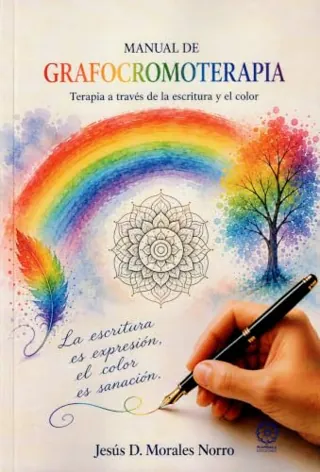 MANUAL DE
GRAFOCROMOTERAPIA
Terapia a través de la escritura y el color
La escritura
es expresión,
el color
es sanación.
Jesús D. Morales Norro